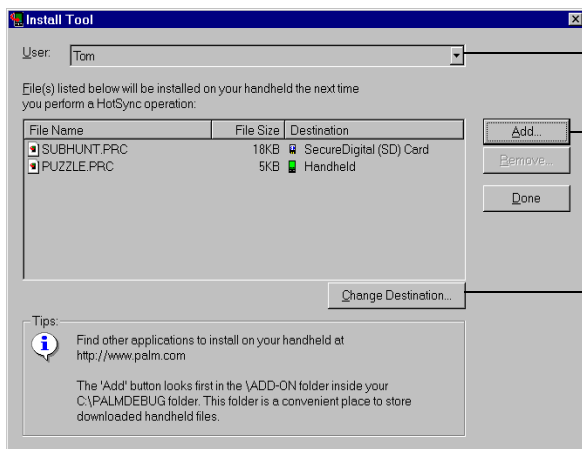 Install Tool
User: Tom
File(s) listed below will be installed on your handheld the next time
you perform a HotSync operation:
File Name File Size Destination
SUBHUNT.PRC 18KB SecureDigital (SD) Card
PUZZLE.PRC 5KB Handheld
Add...
Remove...
Done
Change Destination...
Tips:
Find other applications to install on your handheld at
http://www.palm.com
The 'Add' button looks first in the \ADD-ON folder inside your
C:\PALMDEBUG folder. This folder is a convenient place to store
downloaded handheld files.